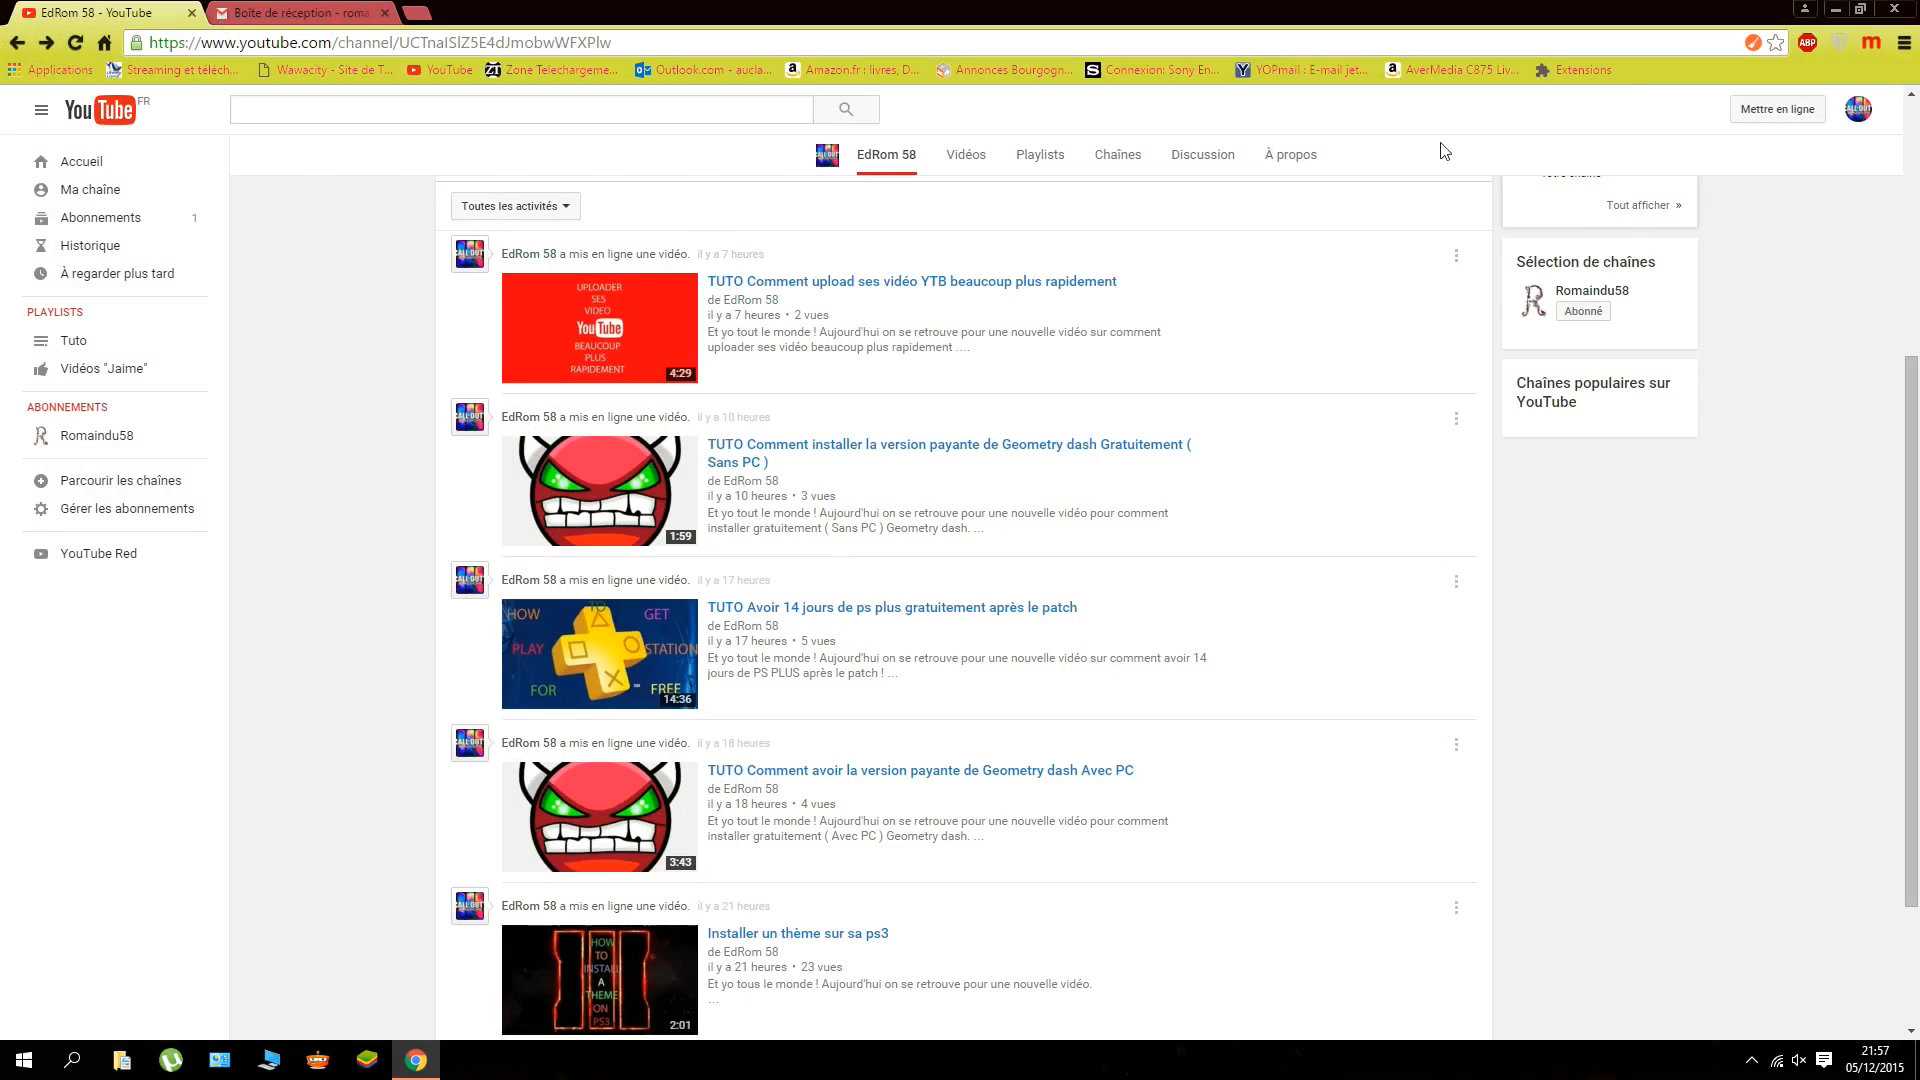 EdRom 58 - YouTube
Boîte de réception - roma
https://www.youtube.com/channel/UCTnaISlZ5E4dJmobwWFXPlw
ABP
Applications
Streaming et téléch...
Wawacity - Site de T...
YouTube
Zone Telechargeme...
Outlook.com - aucla...
Amazon.fr : livres, D...
Annonces Bourgogn...
Connexion: Sony En...
YOPmail : E-mail jet...
AverMedia C875 Liv...
Extensions
YouTube FR
Mettre en ligne
EdRom 58
Vidéos
Playlists
Chaînes
Discussion
À propos
Accueil
Ma chaîne
Abonnements 1
Historique
À regarder plus tard
PLAYLISTS
Tuto
Vidéos "Jaime"
ABONNEMENTS
Romaindu58
Parcourir les chaînes
Gérer les abonnements
YouTube Red
Toutes les activités
EdRom 58 a mis en ligne une vidéo. il y a 7 heures
UPLOADER
SES
VIDEO
YouTube
BEAUCOUP
PLUS
RAPIDEMENT
4:29
TUTO Comment upload ses vidéo YTB beaucoup plus rapidement
de EdRom 58
il y a 7 heures • 2 vues
Et yo tout le monde ! Aujourd'hui on se retrouve pour une nouvelle vidéo sur comment
uploader ses vidéo beaucoup plus rapidement ....
EdRom 58 a mis en ligne une vidéo. il y a 10 heures
1:59
TUTO Comment installer la version payante de Geometry dash Gratuitement (
Sans PC )
de EdRom 58
il y a 10 heures • 3 vues
Et yo tout le monde ! Aujourd'hui on se retrouve pour une nouvelle vidéo pour comment
installer gratuitement ( Sans PC ) Geometry dash. ...
EdRom 58 a mis en ligne une vidéo. il y a 17 heures
HOW TO GET
PLAY STATION
FOR FREE
14:36
TUTO Avoir 14 jours de ps plus gratuitement après le patch
de EdRom 58
il y a 17 heures • 5 vues
Et yo tout le monde ! Aujourd'hui on se retrouve pour une nouvelle vidéo sur comment avoir 14
jours de PS PLUS après le patch ! ...
EdRom 58 a mis en ligne une vidéo. il y a 18 heures
3:43
TUTO Comment avoir la version payante de Geometry dash Avec PC
de EdRom 58
il y a 18 heures • 4 vues
Et yo tout le monde ! Aujourd'hui on se retrouve pour une nouvelle vidéo pour comment
installer gratuitement ( Avec PC ) Geometry dash. ...
EdRom 58 a mis en ligne une vidéo. il y a 21 heures
HOW
TO
INSTALL
A
THEME
ON
PS3
2:01
Installer un thème sur sa ps3
de EdRom 58
il y a 21 heures • 23 vues
Et yo tous le monde ! Aujourd'hui on se retrouve pour une nouvelle vidéo.
...
Tout afficher »
Sélection de chaînes
Romaindu58
Abonné
Chaînes populaires sur
YouTube
21:57
05/12/2015